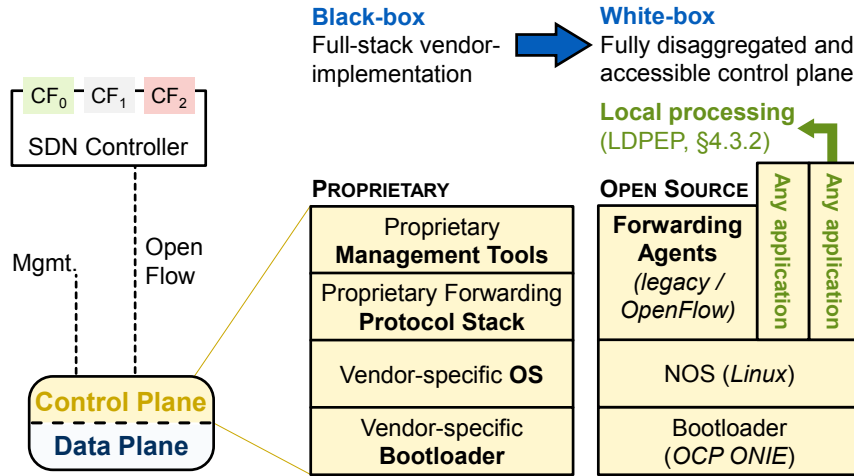 Black-box
Full-stack vendor-
implementation
White-box
Fully disaggregated and
accessible control plane
Local processing
(LDPEP, §4.3.2)
CF0 CF1 CF2
SDN Controller
Mgmt.
Open
Flow
Control Plane
Data Plane
PROPRIETARY
Proprietary
Management Tools
Proprietary Forwarding
Protocol Stack
Vendor-specific OS
Vendor-specific
Bootloader
OPEN SOURCE
Forwarding
Agents
(legacy /
OpenFlow)
Any application
Any application
NOS (Linux)
Bootloader
(OCP ONIE)